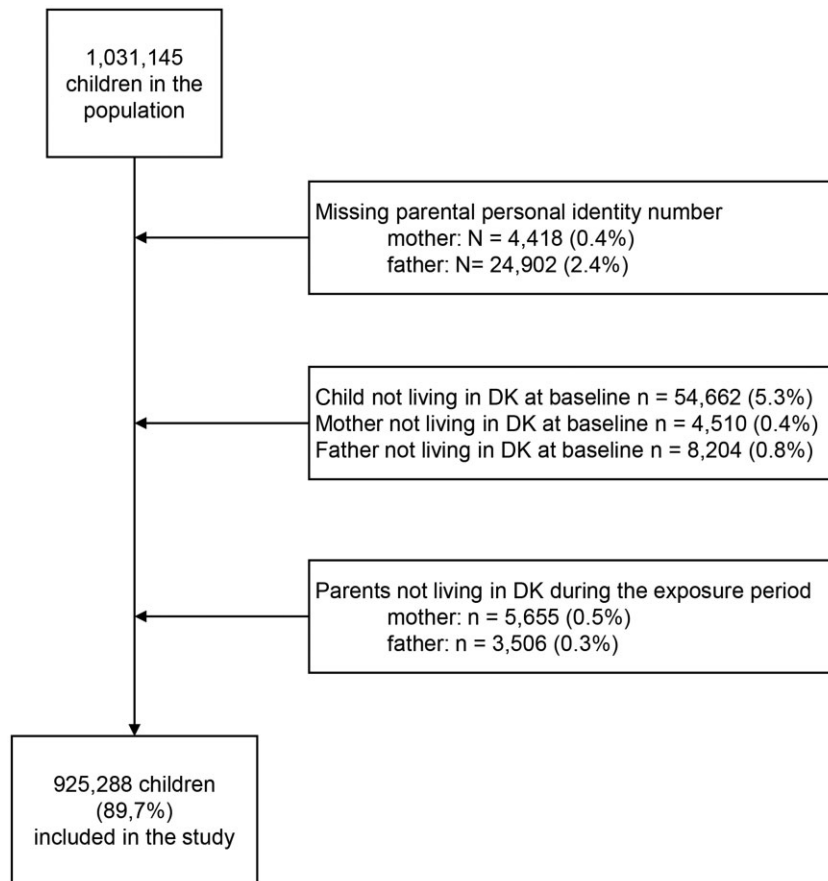 1,031,145
children in the
population
Missing parental personal identity number
mother: N = 4,418 (0.4%)
father: N= 24,902 (2.4%)
Child not living in DK at baseline n = 54,662 (5.3%)
Mother not living in DK at baseline n = 4,510 (0.4%)
Father not living in DK at baseline n = 8,204 (0.8%)
Parents not living in DK during the exposure period
mother: n = 5,655 (0.5%)
father: n = 3,506 (0.3%)
925,288 children
(89,7%)
included in the study